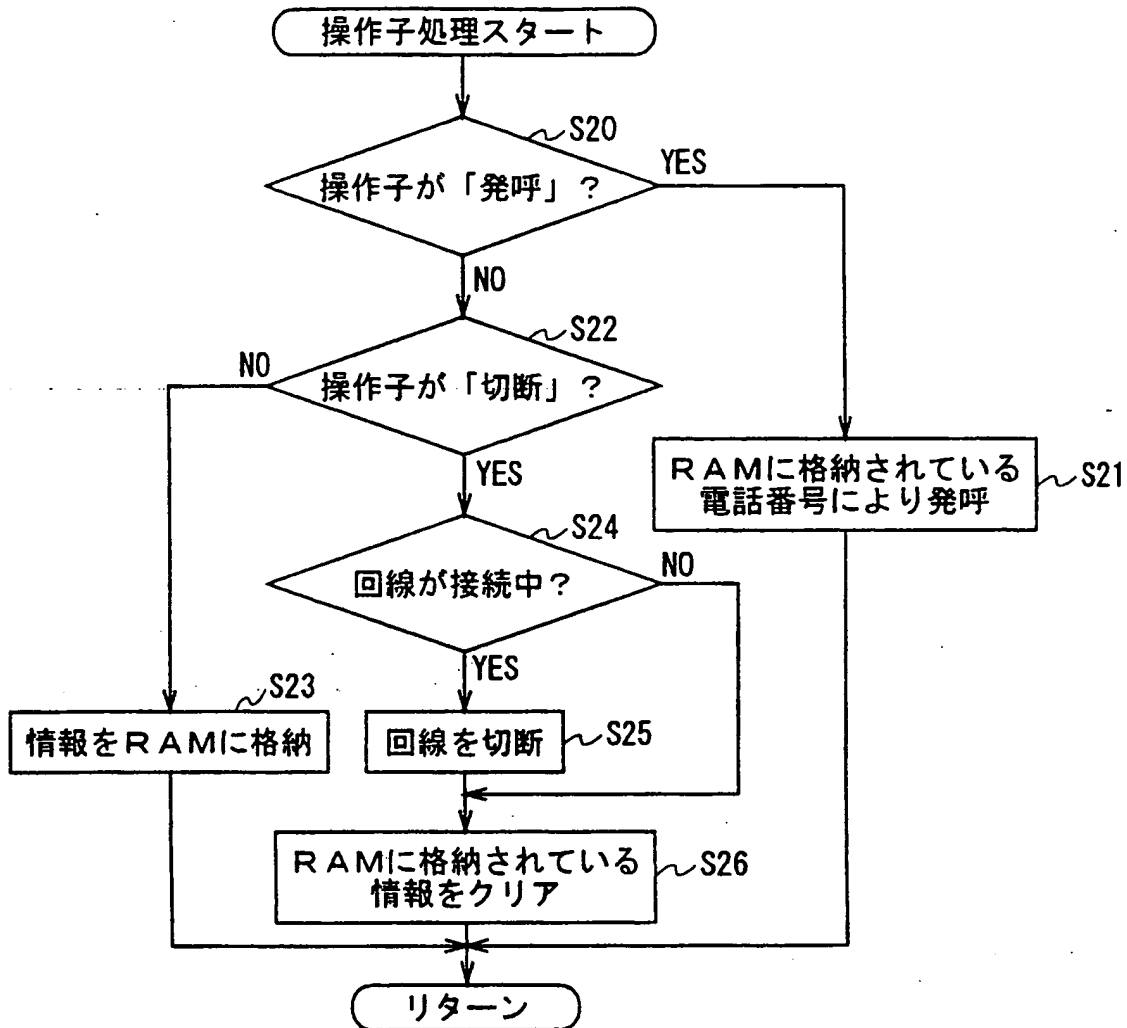 操作子処理スタート
S20
操作子が「発呼」?
YES
NO
S22
NO
操作子が「切断」?
YES
RAMに格納されている
電話番号により発呼
S21
S24
回線が接続中?
NO
YES
S23
情報をRAMに格納
回線を切断
S25
RAMに格納されている
情報をクリア
S26
リターン